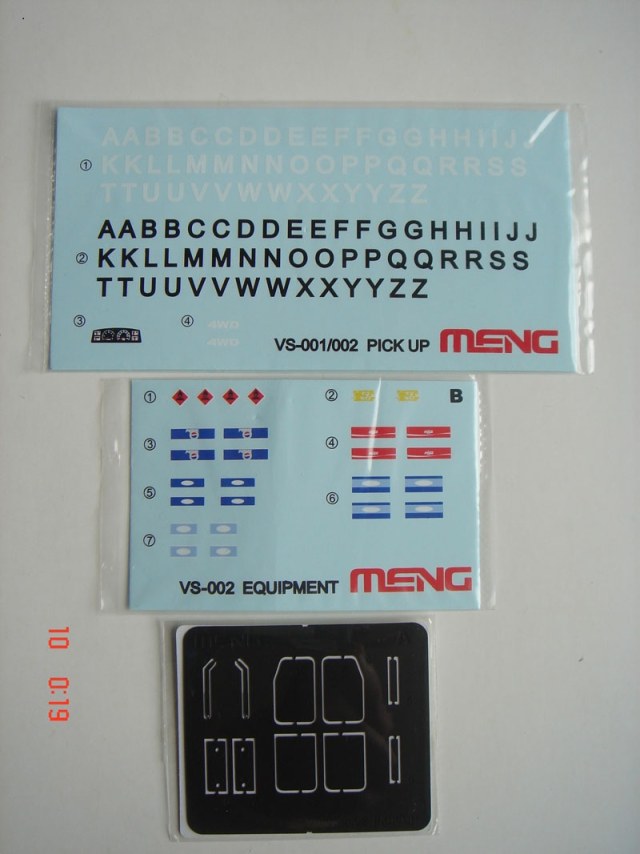 AABBCCDDEEFFGGHHIIJJ
① KKLLMMNNOOPPQQRRSS
TTUUVVWWXXYYZZ
AABBCCDDEEFFGGHHIIJJ
② KKLLMMNNOOPPQQRRSS
TTUUVVWWXXYYZZ
③ ④ 4WD
4WD
VS-001/002 PICK UP MENG
① ② B
③ ④
⑤ ⑥
⑦
VS-002 EQUIPMENT MENG
10 0:19